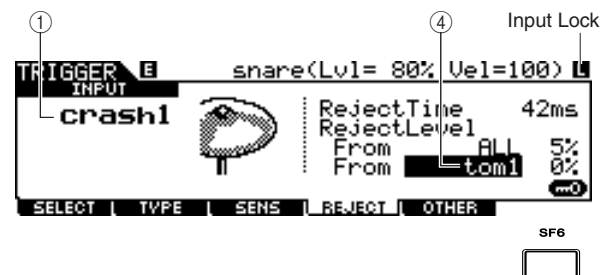 ① ④ Input Lock
TRIGGER E snare(Lvl= 80% Vel=100) L
INPUT
crash1
RejectTime 42ms
RejectLevel
From ALL 5%
From tom1 0%
SELECT TYPE SENS REJECT OTHER
SF6